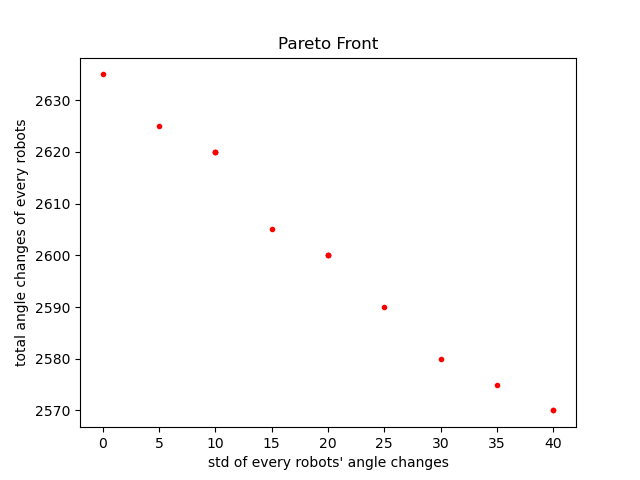 Pareto Front
total angle changes of every robots
2630
2620
2610
2600
2590
2580
2570
0 5 10 15 20 25 30 35 40
std of every robots' angle changes